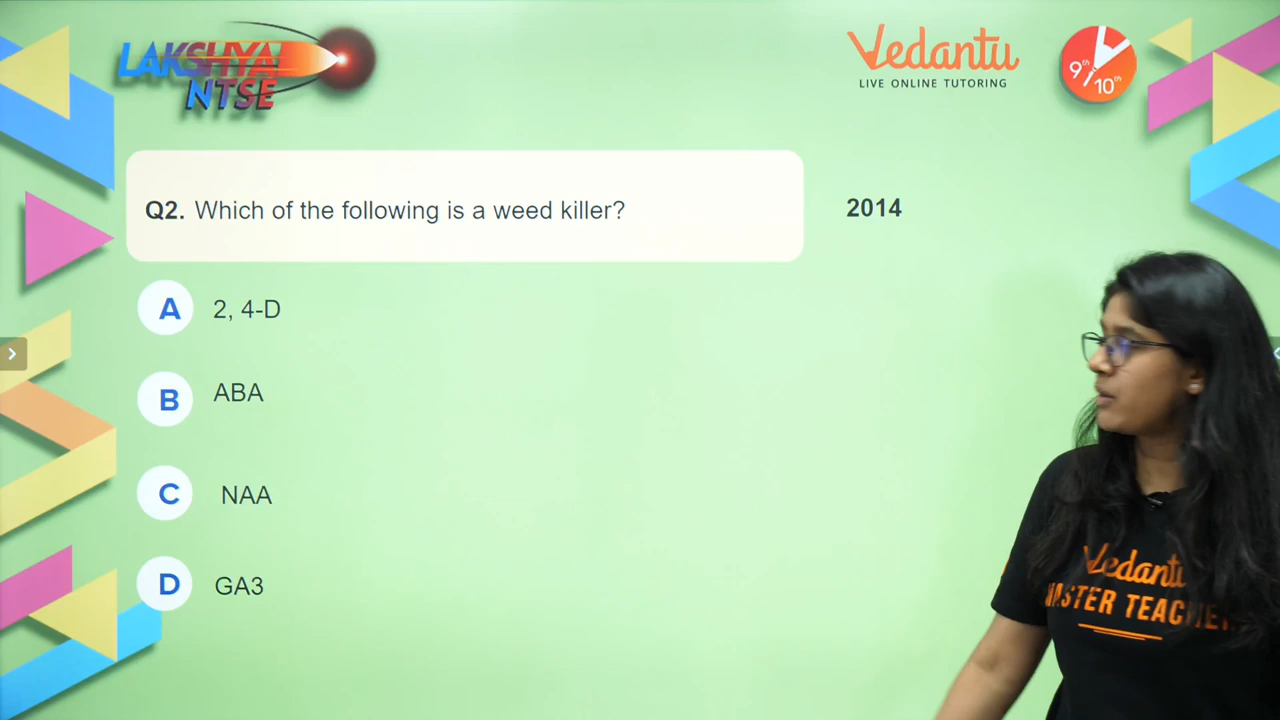 LAKSHYA
NTSE
Vedantu
LIVE ONLINE TUTORING
9th
10th
Q2. Which of the following is a weed killer?
2014
A 2, 4-D
B ABA
C NAA
D GA3
Vedantu
MASTER TEACHER